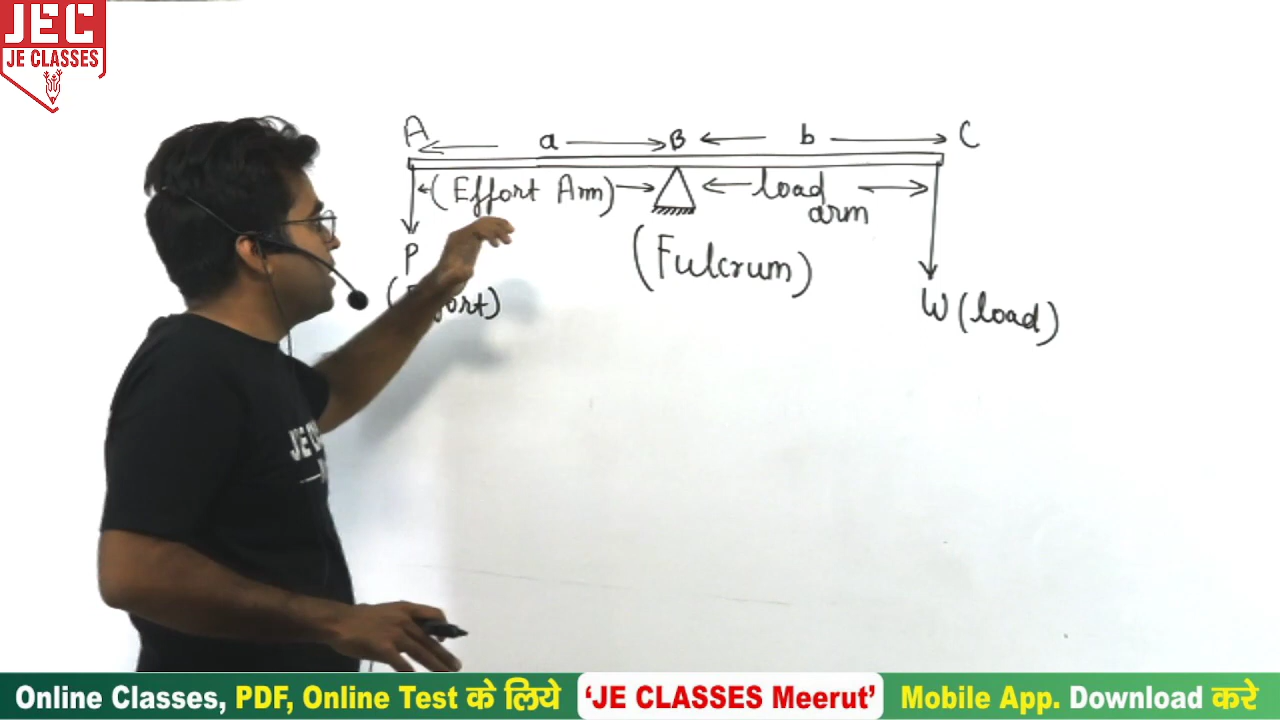 JEC
JE CLASSES
A a B b C
(Effort Arm) load
arm
P (Fulcrum)
W (load)
JE
Online Classes, PDF, Online Test के लिये 'JE CLASSES Meerut' Mobile App. Download करे